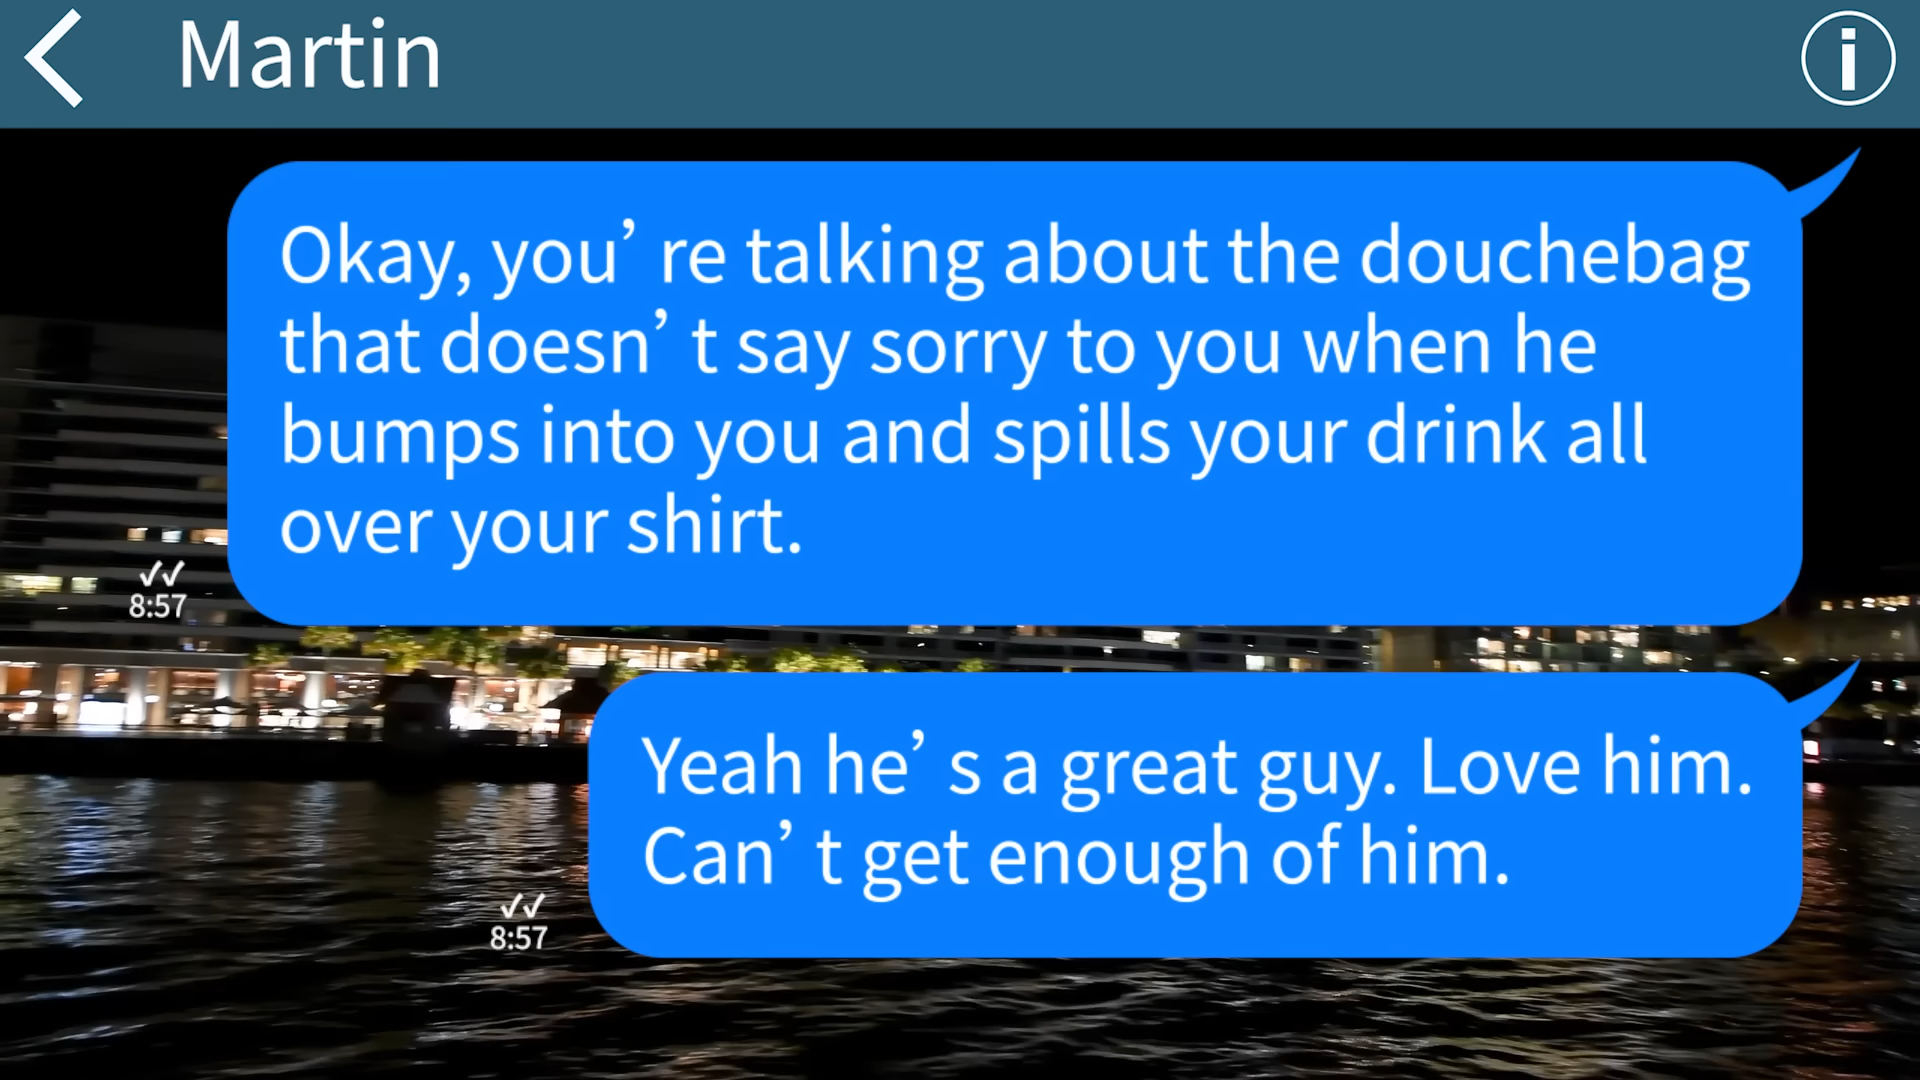 Martin
Okay, you’re talking about the douchebag
that doesn’t say sorry to you when he
bumps into you and spills your drink all
over your shirt.
8:57
Yeah he’s a great guy. Love him.
Can’t get enough of him.
8:57